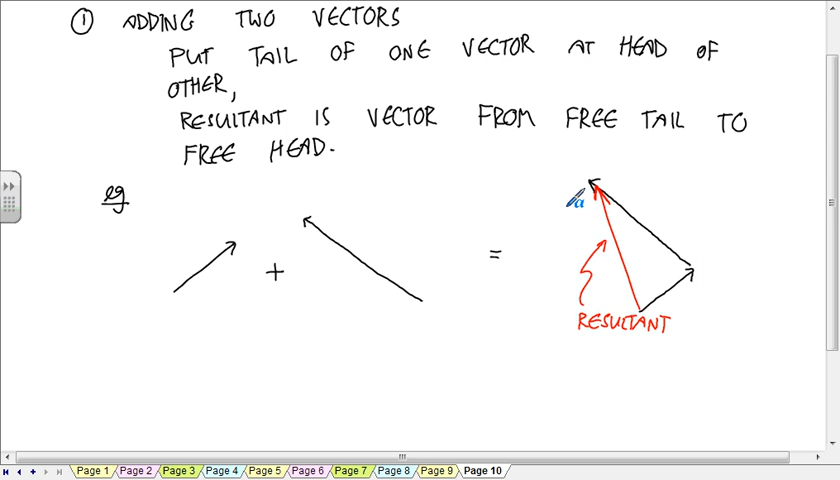 ① ADDING TWO VECTORS
PUT TAIL OF ONE VECTOR AT HEAD OF
OTHER,
RESULTANT IS VECTOR FROM FREE TAIL TO
FREE HEAD.
eg
a
+
=
RESULTANT
Page 1 Page 2 Page 3 Page 4 Page 5 Page 6 Page 7 Page 8 Page 9 Page 10